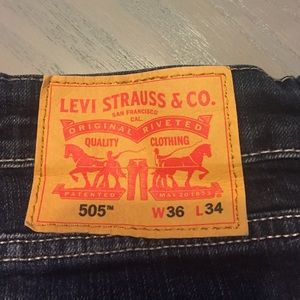 LEVI STRAUSS & CO.
SAN FRANCISCO
CAL.
ORIGINAL RIVETED
QUALITY CLOTHING
PATENTED MAY 20 1873
505™ W36 L34